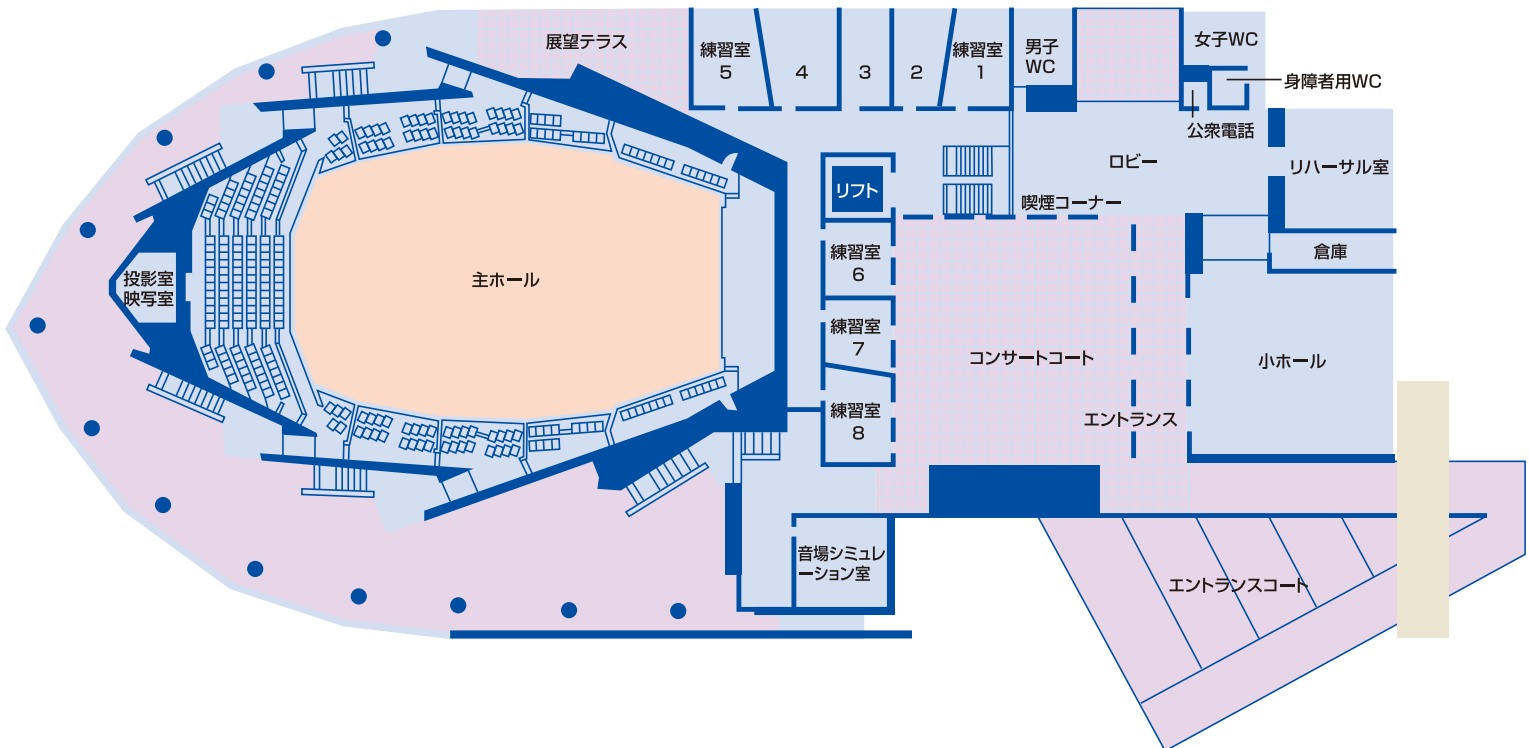 展望テラス
練習室
5
4
3
2
練習室
1
男子
WC
女子WC
身障者用WC
公衆電話
ロビー
リハーサル室
リフト
喫煙コーナー
倉庫
練習室
6
投影室
映写室
主ホール
練習室
7
コンサートコート
小ホール
練習室
8
エントランス
音場シミュレ
ーション室
エントランスコート